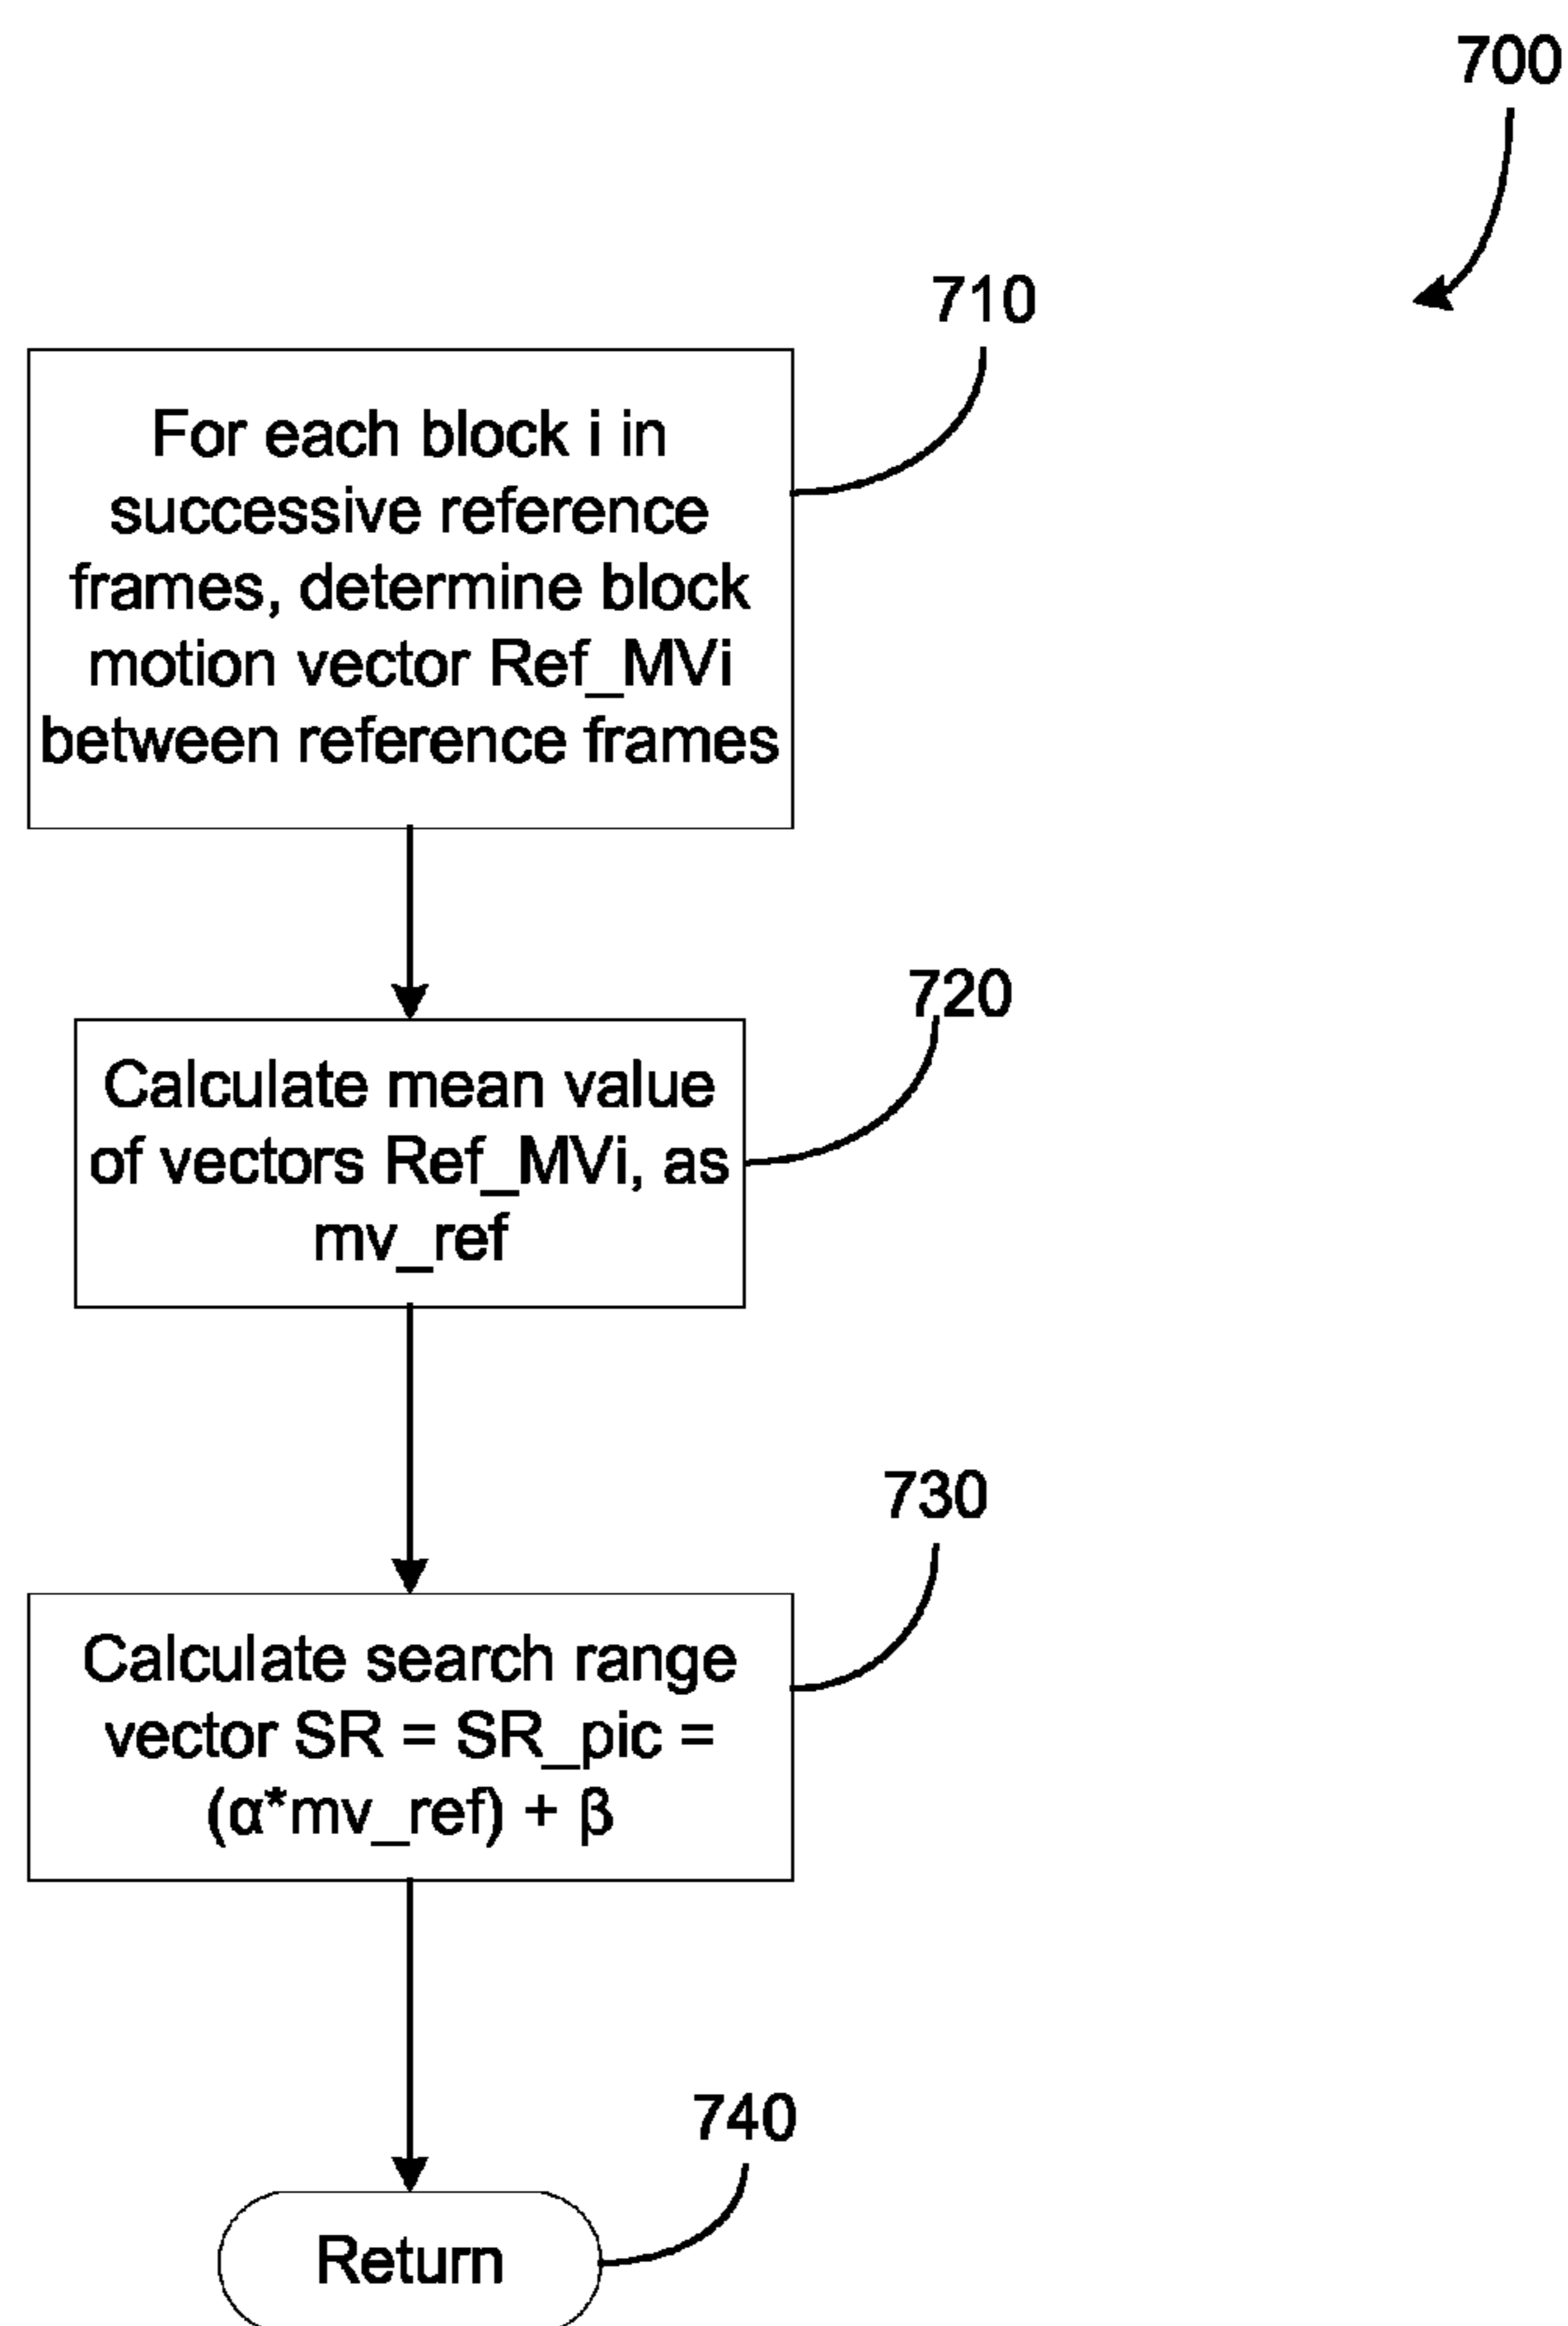 700
710
For each block i in
successive reference
frames, determine block
motion vector Ref_MVi
between reference frames
720
Calculate mean value
of vectors Ref_MVi, as
mv_ref
730
Calculate search range
vector SR = SR_pic =
(α*mv_ref) + β
740
Return